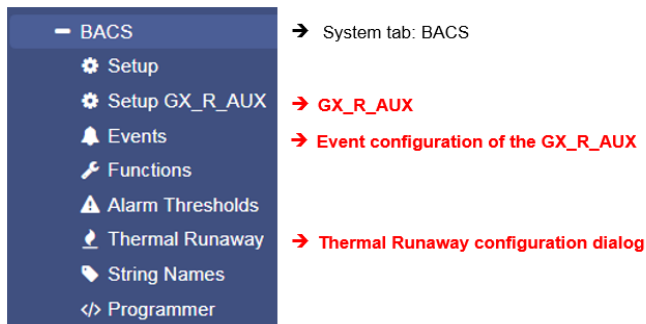 BACS → System tab: BACS
Setup
Setup GX_R_AUX → GX_R_AUX
Events → Event configuration of the GX_R_AUX
Functions
Alarm Thresholds
Thermal Runaway → Thermal Runaway configuration dialog
String Names
</> Programmer